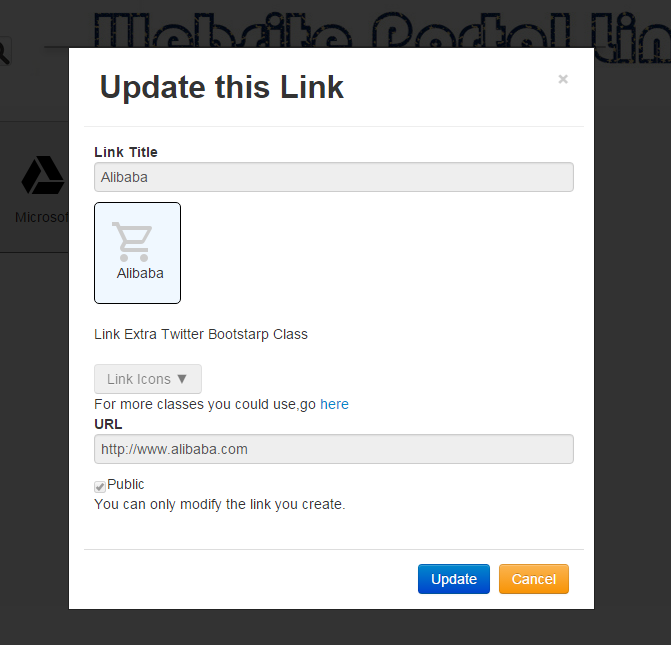 Website Portal
Update this Link
×
Link Title
Alibaba
Alibaba
Link Extra Twitter Bootstarp Class
Link Icons ▼
For more classes you could use,go here
URL
http://www.alibaba.com
Public
You can only modify the link you create.
Update
Cancel